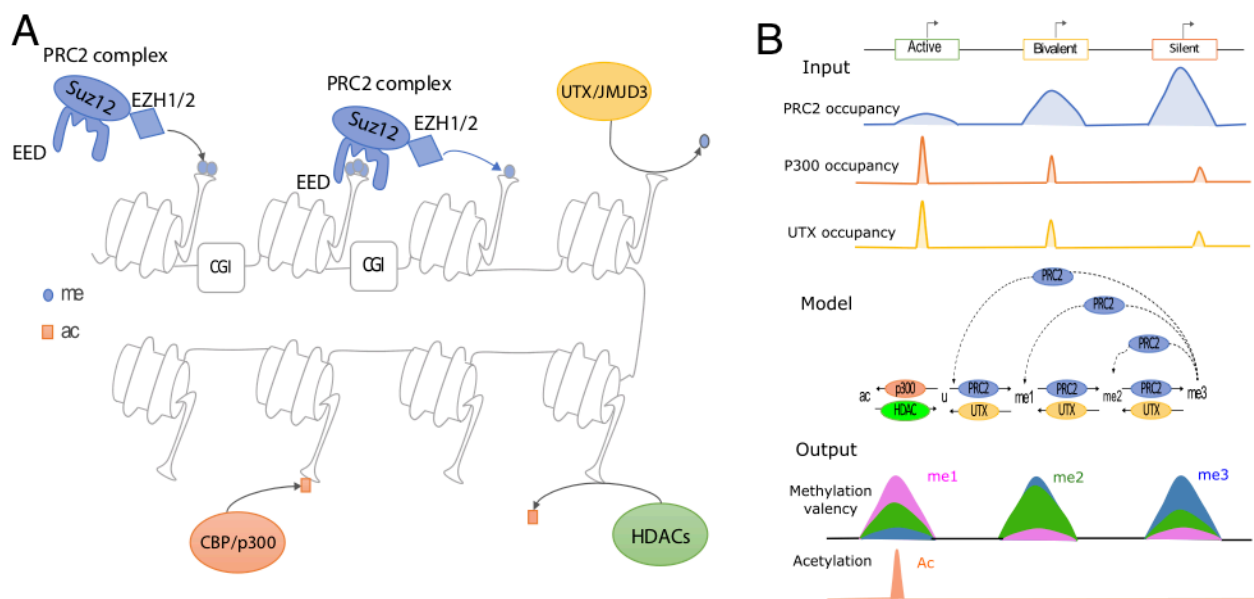 A
PRC2 complex
Suz12
EZH1/2
EED
PRC2 complex
Suz12
EZH1/2
EED
UTX/JMJD3
CGI
CGI
me
ac
CBP/p300
HDACs
B
Active
Bivalent
Silent
Input
PRC2 occupancy
P300 occupancy
UTX occupancy
Model
PRC2
PRC2
PRC2
ac
p300
HDAC
u
PRC2
UTX
me1
PRC2
UTX
me2
PRC2
UTX
me3
Output
Methylation
valency
me1
me2
me3
Acetylation
Ac